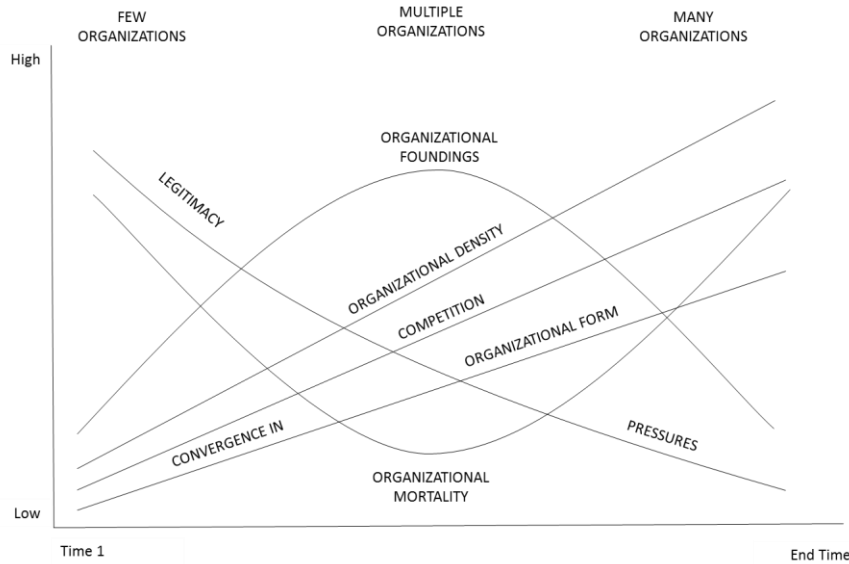 FEW
ORGANIZATIONS
MULTIPLE
ORGANIZATIONS
MANY
ORGANIZATIONS
High
ORGANIZATIONAL
FOUNDINGS
LEGITIMACY
ORGANIZATIONAL DENSITY
COMPETITION
ORGANIZATIONAL FORM
CONVERGENCE IN
PRESSURES
ORGANIZATIONAL
MORTALITY
Low
Time 1
End Time